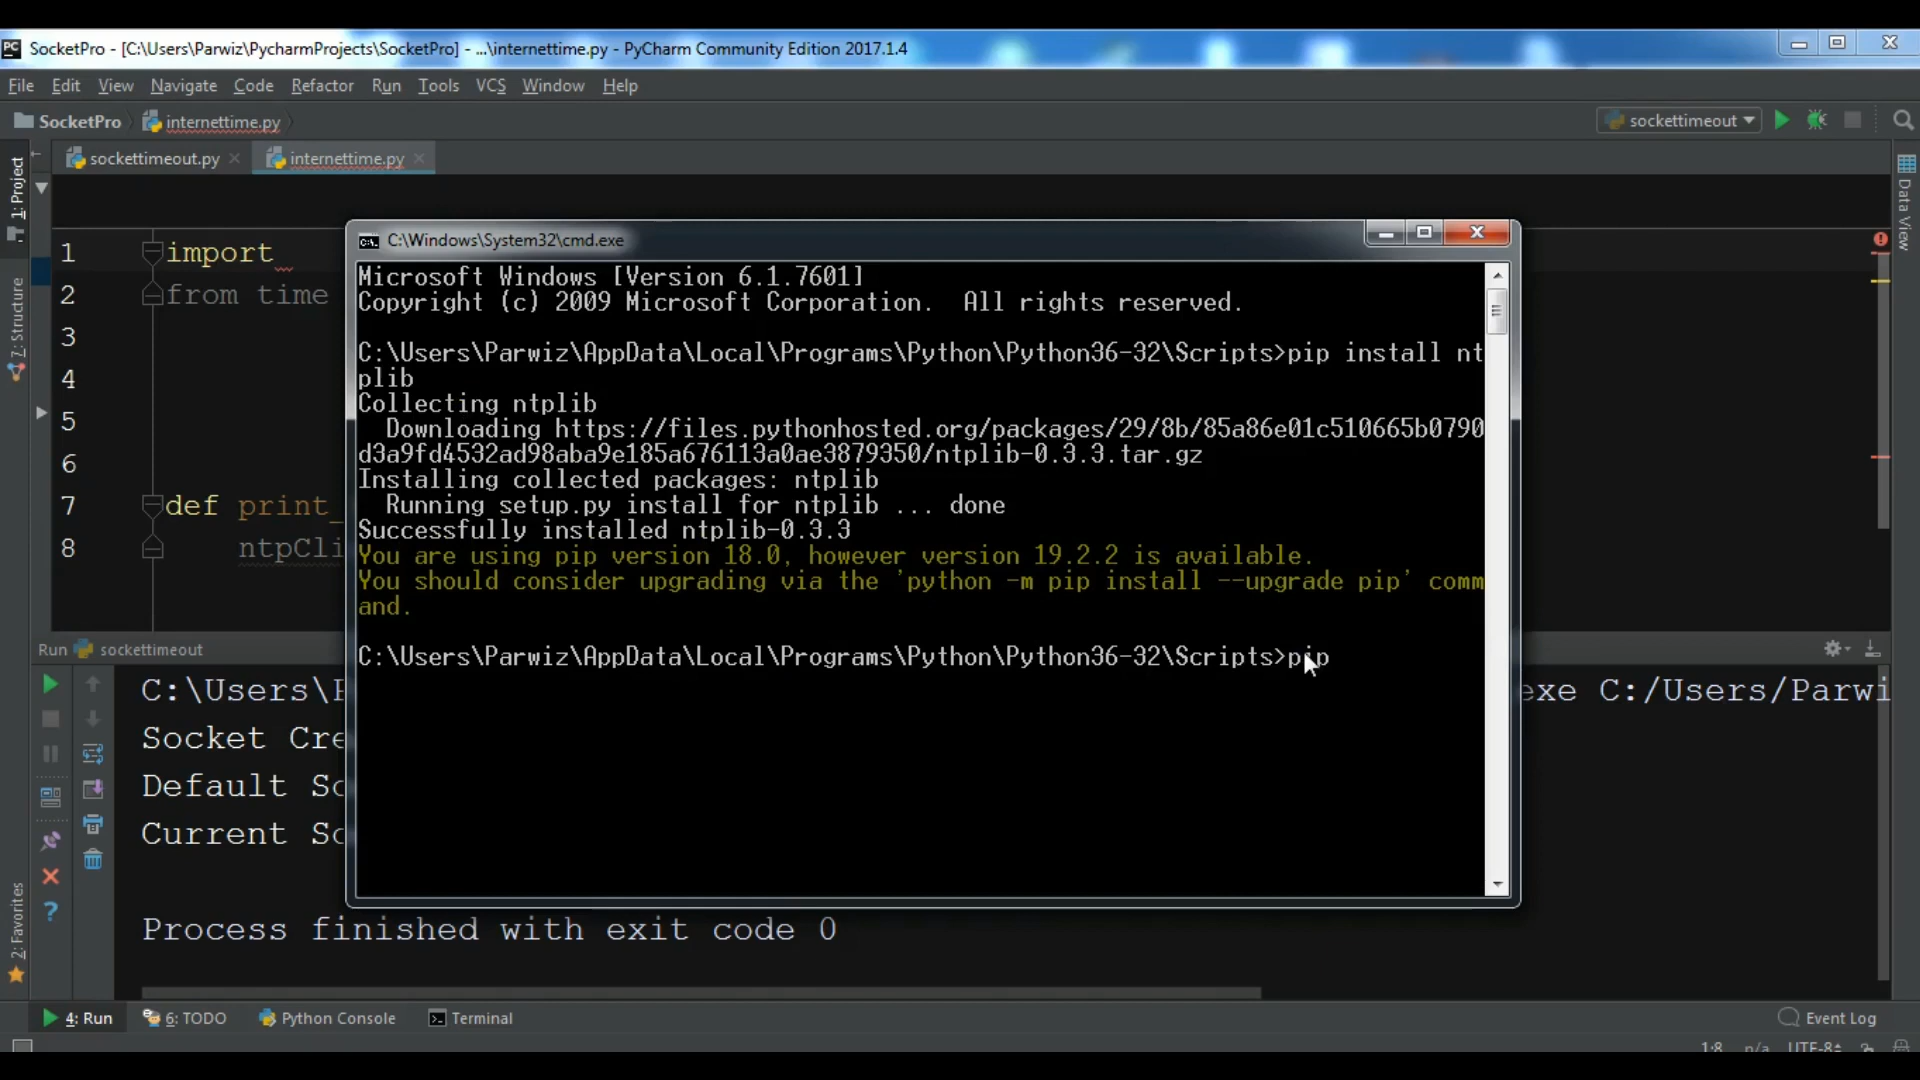 SocketPro - [C:\Users\Parwiz\PycharmProjects\SocketPro] - ...\internettime.py - PyCharm Community Edition 2017.1.4
File Edit View Navigate Code Refactor Run Tools VCS Window Help
SocketPro internettime.py sockettimeout
sockettimeout.py internettime.py
1: Project
7: Structure
2: Favorites
Data View
1 import
2 from time
3
4
5
6
7 def print_
8 ntpCli
C:\Windows\System32\cmd.exe
Microsoft Windows [Version 6.1.7601]
Copyright (c) 2009 Microsoft Corporation.  All rights reserved.
C:\Users\Parwiz\AppData\Local\Programs\Python\Python36-32\Scripts>pip install nt
plib
Collecting ntplib
Downloading https://files.pythonhosted.org/packages/29/8b/85a86e01c510665b0790
d3a9fd4532ad98aba9e185a676113a0ae3879350/ntplib-0.3.3.tar.gz
Installing collected packages: ntplib
Running setup.py install for ntplib ... done
Successfully installed ntplib-0.3.3
You are using pip version 18.0, however version 19.2.2 is available.
You should consider upgrading via the 'python -m pip install --upgrade pip' comm
and.
C:\Users\Parwiz\AppData\Local\Programs\Python\Python36-32\Scripts>pip
Run sockettimeout
C:\Users\P exe C:/Users/Parwi
Socket Cre
Default So
Current So
Process finished with exit code 0
4: Run 6: TODO Python Console Terminal Event Log
1:8 n/a UTF-8